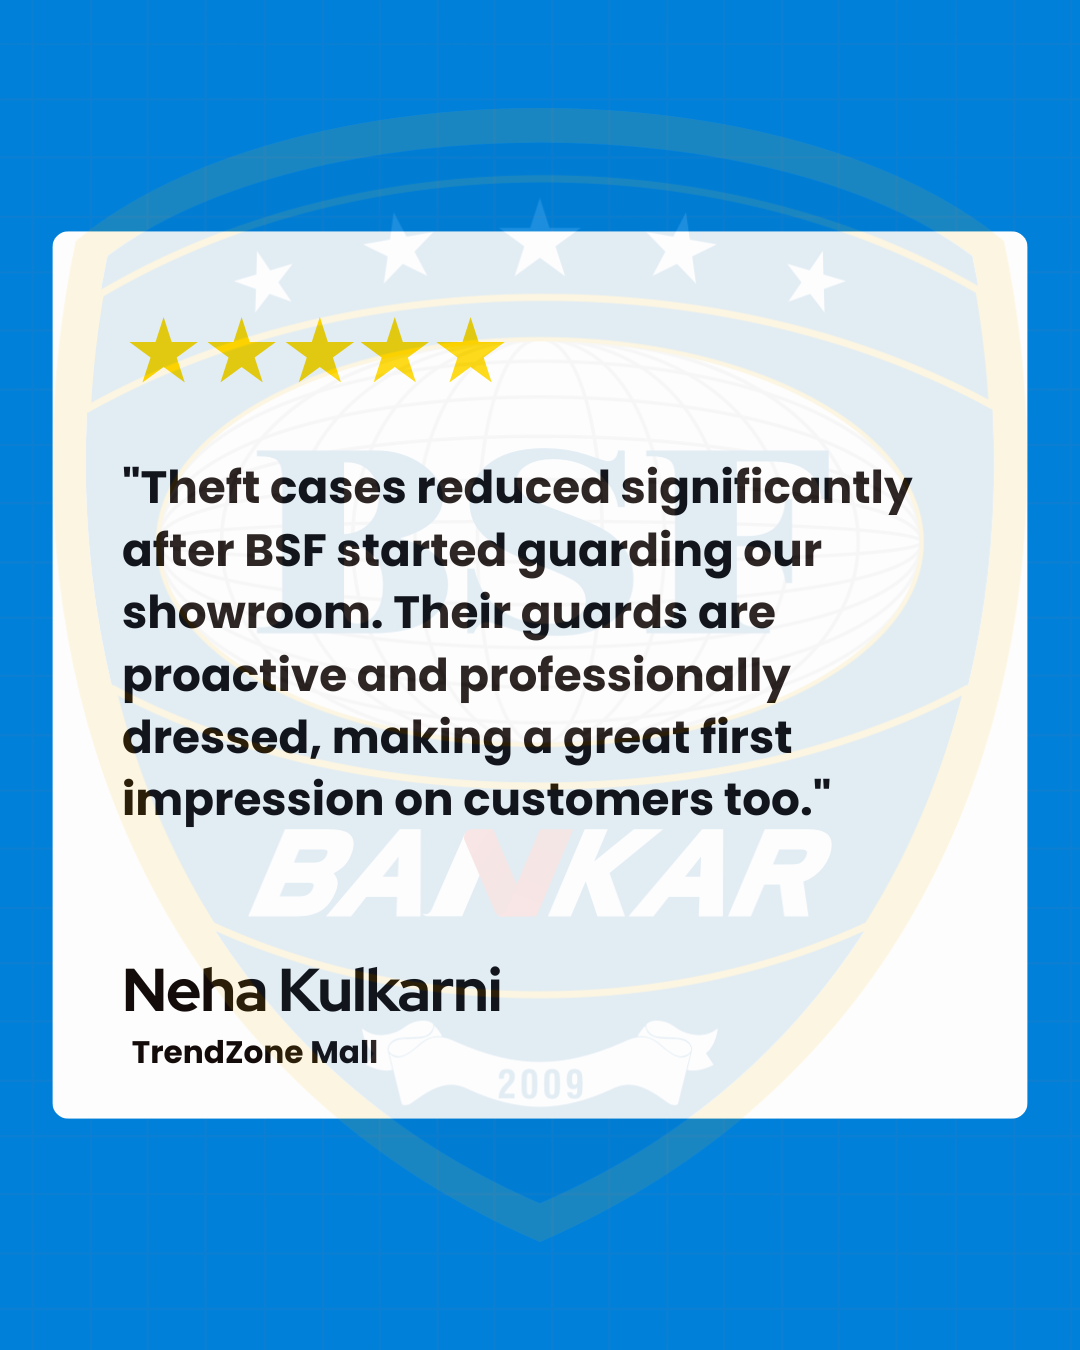 "Theft cases reduced significantly
after BSF started guarding our
showroom. Their guards are
proactive and professionally
dressed, making a great first
impression on customers too."
Neha Kulkarni
TrendZone Mall
BSF
BANKAR
2009